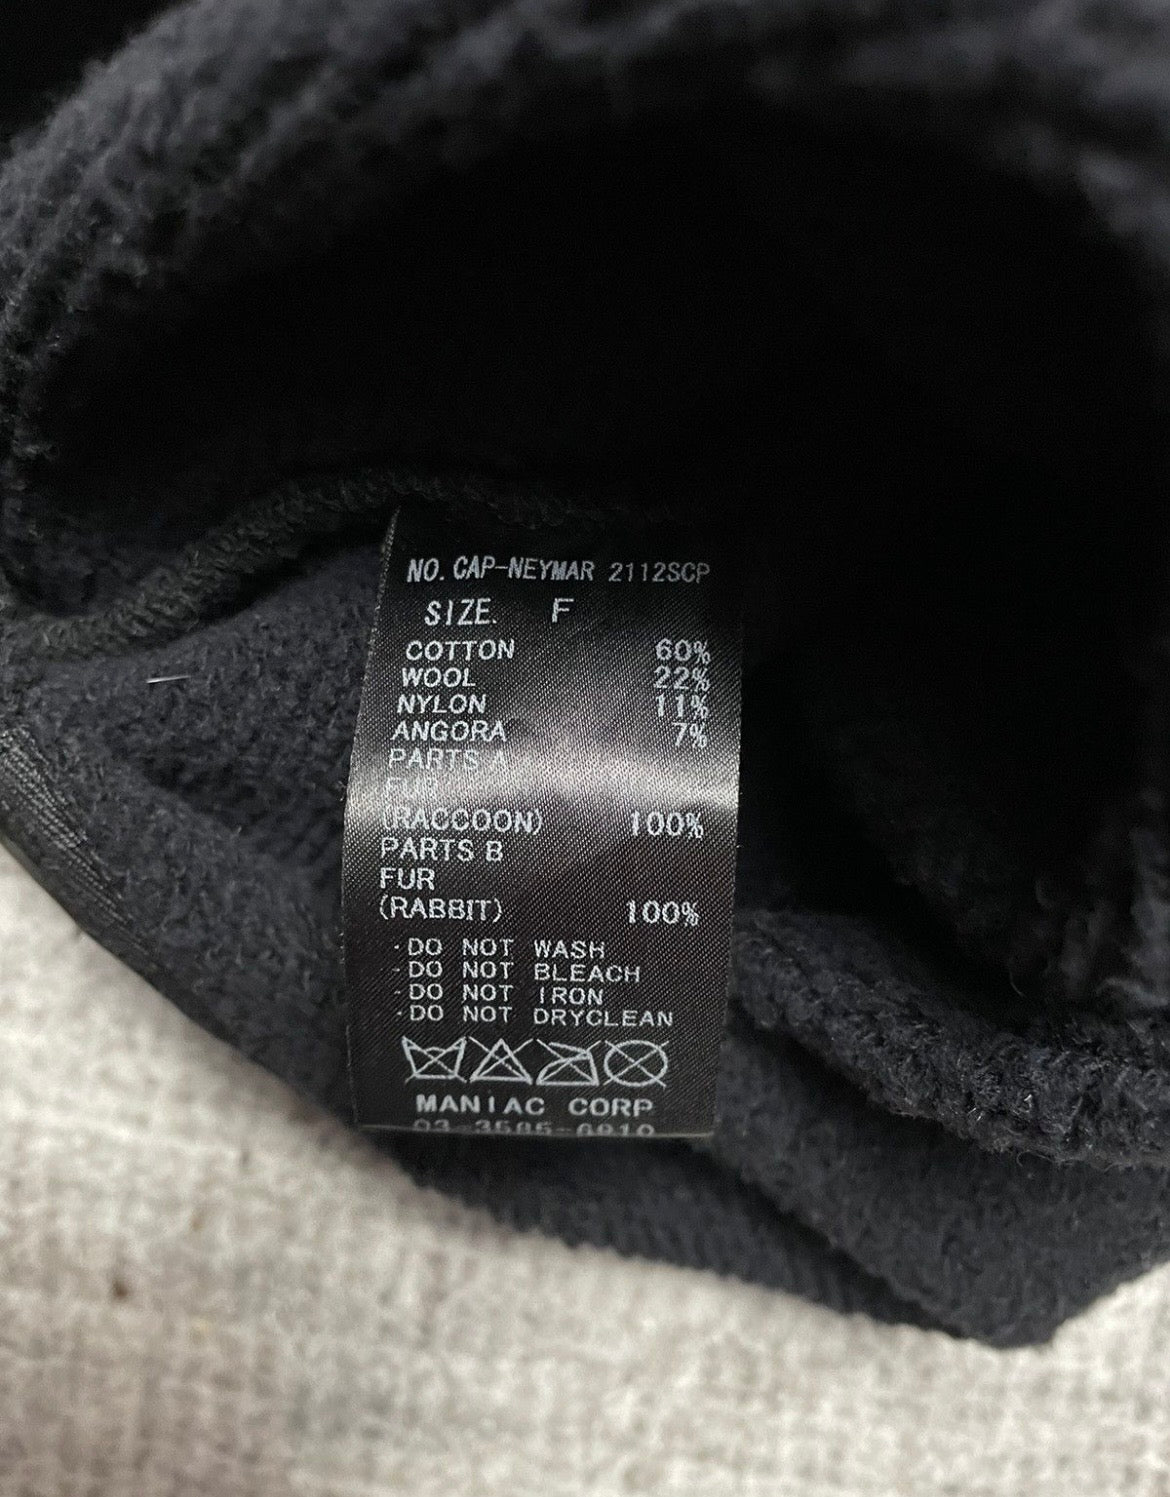 NO. CAP-NEYMAR 2112SCP
SIZE. F
COTTON 60%
WOOL 22%
NYLON 11%
ANGORA 7%
PARTS A
FUR
(RACCOON) 100%
PARTS B
FUR
(RABBIT) 100%
·DO NOT WASH
·DO NOT BLEACH
·DO NOT IRON
·DO NOT DRYCLEAN
MANIAC CORP